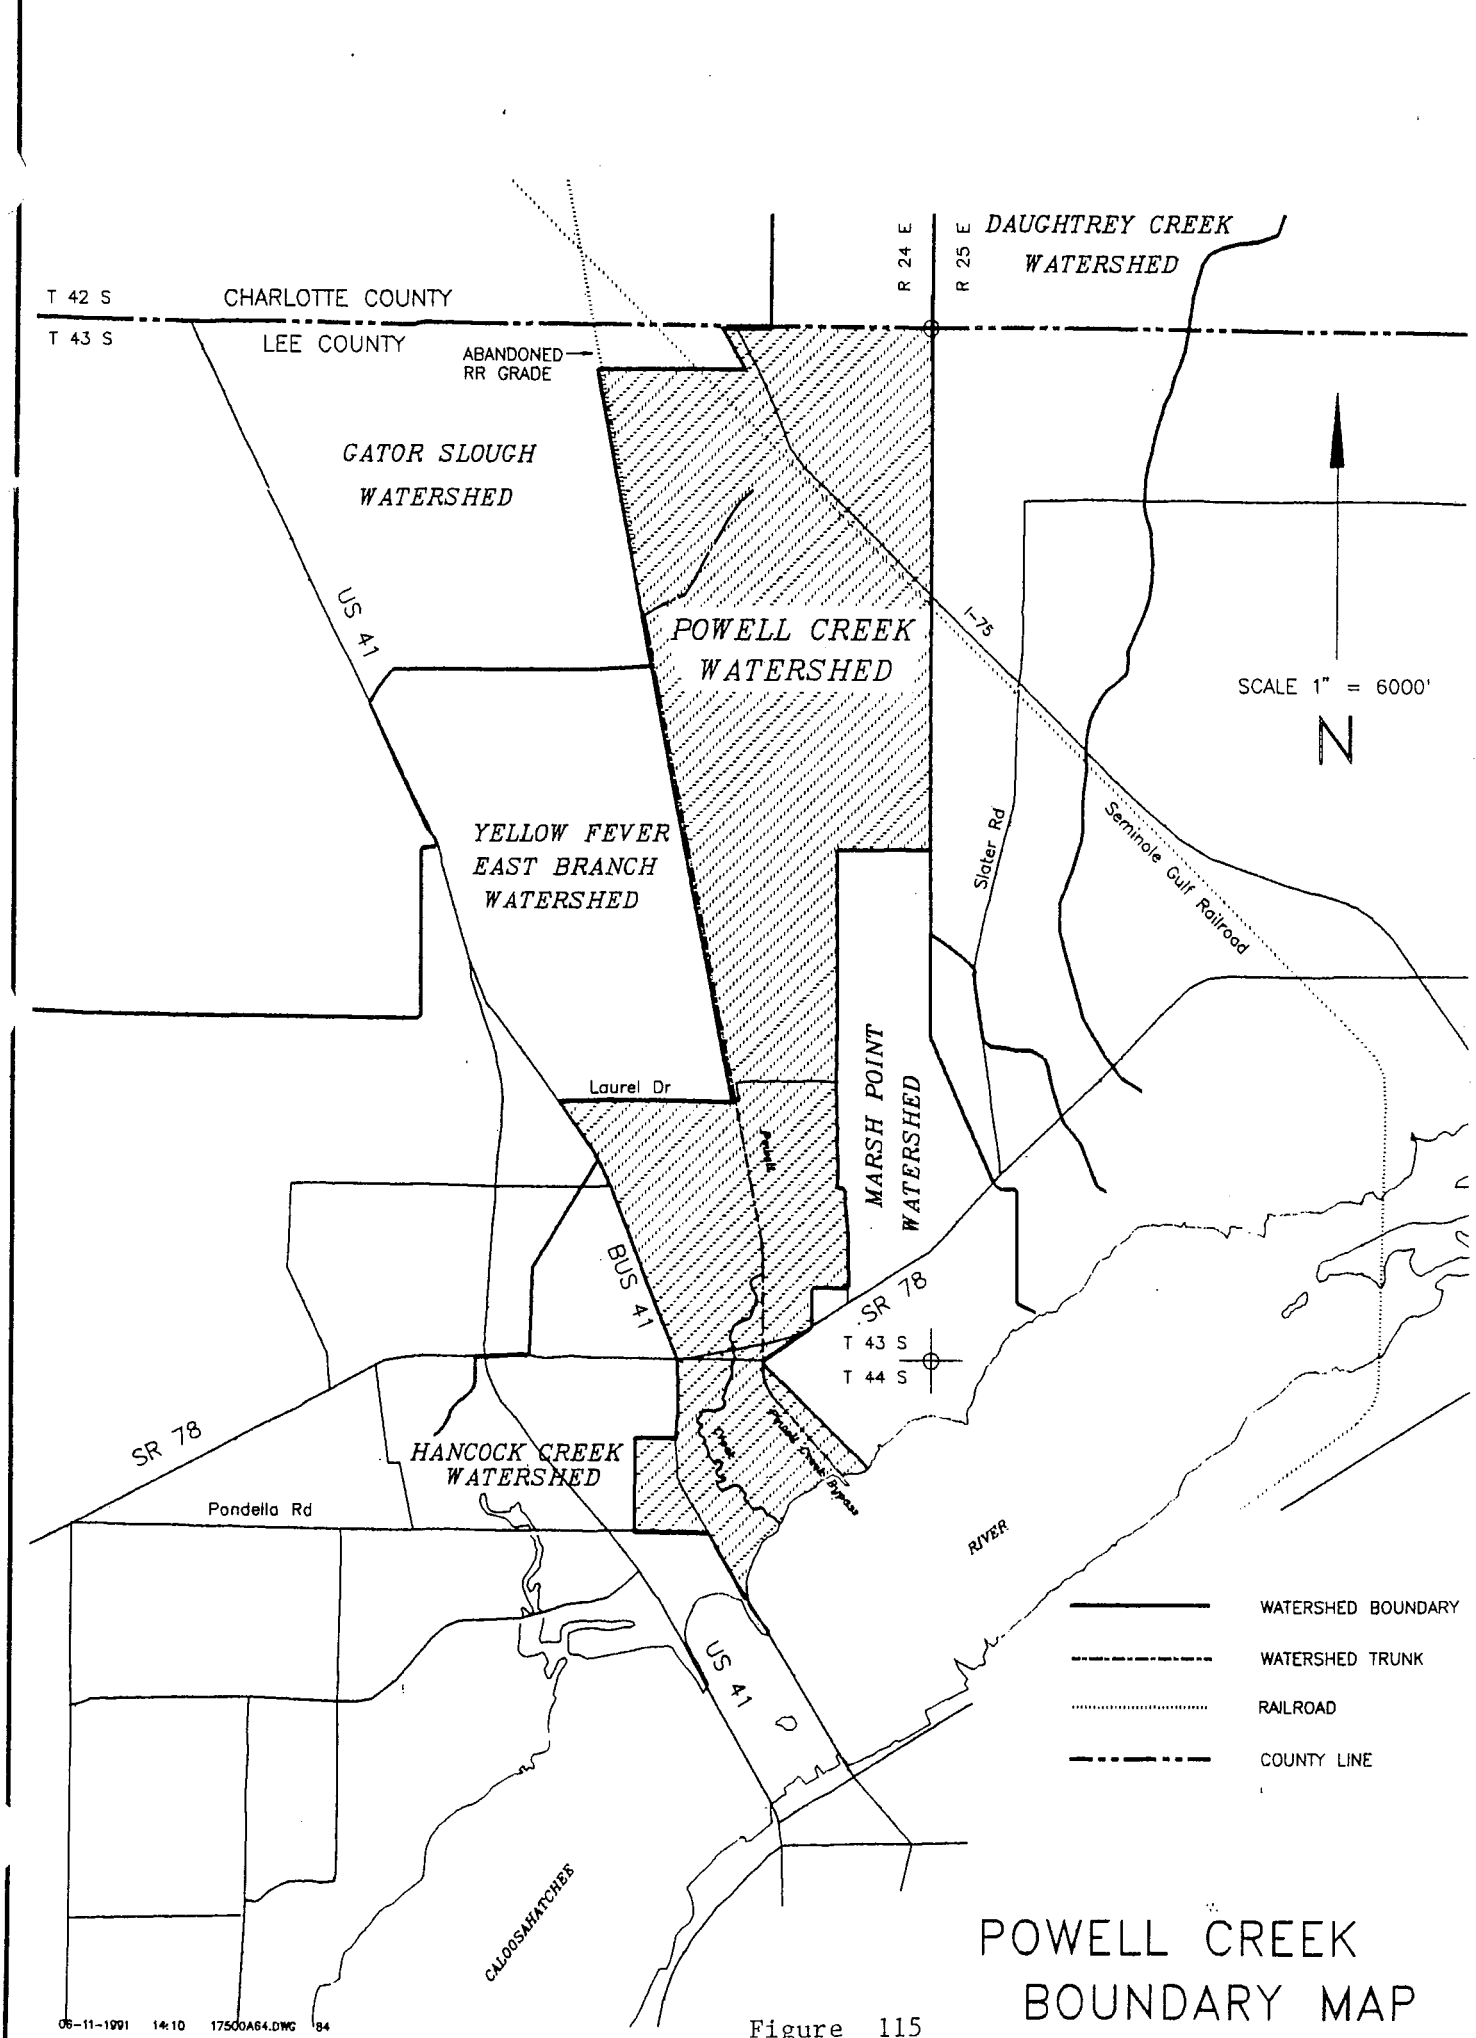 R 24 E
R 25 E
DAUGHTREY CREEK
WATERSHED
T 42 S
CHARLOTTE COUNTY
T 43 S
LEE COUNTY
ABANDONED
RR GRADE
GATOR SLOUGH
WATERSHED
US 41
POWELL CREEK
WATERSHED
I-75
SCALE 1" = 6000'
N
YELLOW FEVER
EAST BRANCH
WATERSHED
Slater Rd
Seminole Gulf Railroad
Laurel Dr
MARSH POINT
WATERSHED
BUS 41
SR 78
T 43 S
T 44 S
SR 78
HANCOCK CREEK
WATERSHED
Creek
Powell Creek Bypass
Pondella Rd
RIVER
US 41
WATERSHED BOUNDARY
WATERSHED TRUNK
RAILROAD
COUNTY LINE
CALOOSAHATCHEE
POWELL CREEK
BOUNDARY MAP
06-11-1991 14:10 17500A64.DWG 84
Figure 115